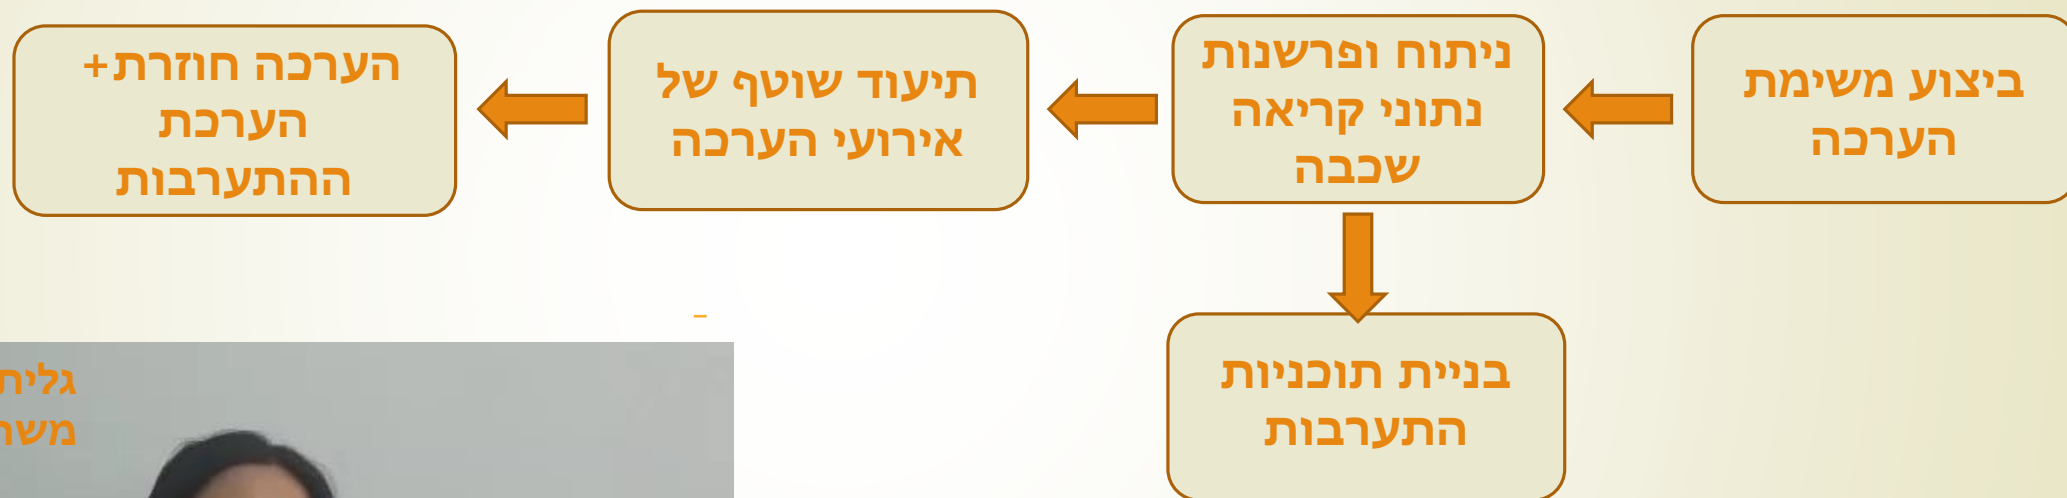 ביצוע משימת
הערכה
ניתוח ופרשנות
נתוני קריאה
שכבה
תיעוד שוטף של
אירועי הערכה
הערכה חוזרת+
הערכת
ההתערבות
בניית תוכניות
התערבות